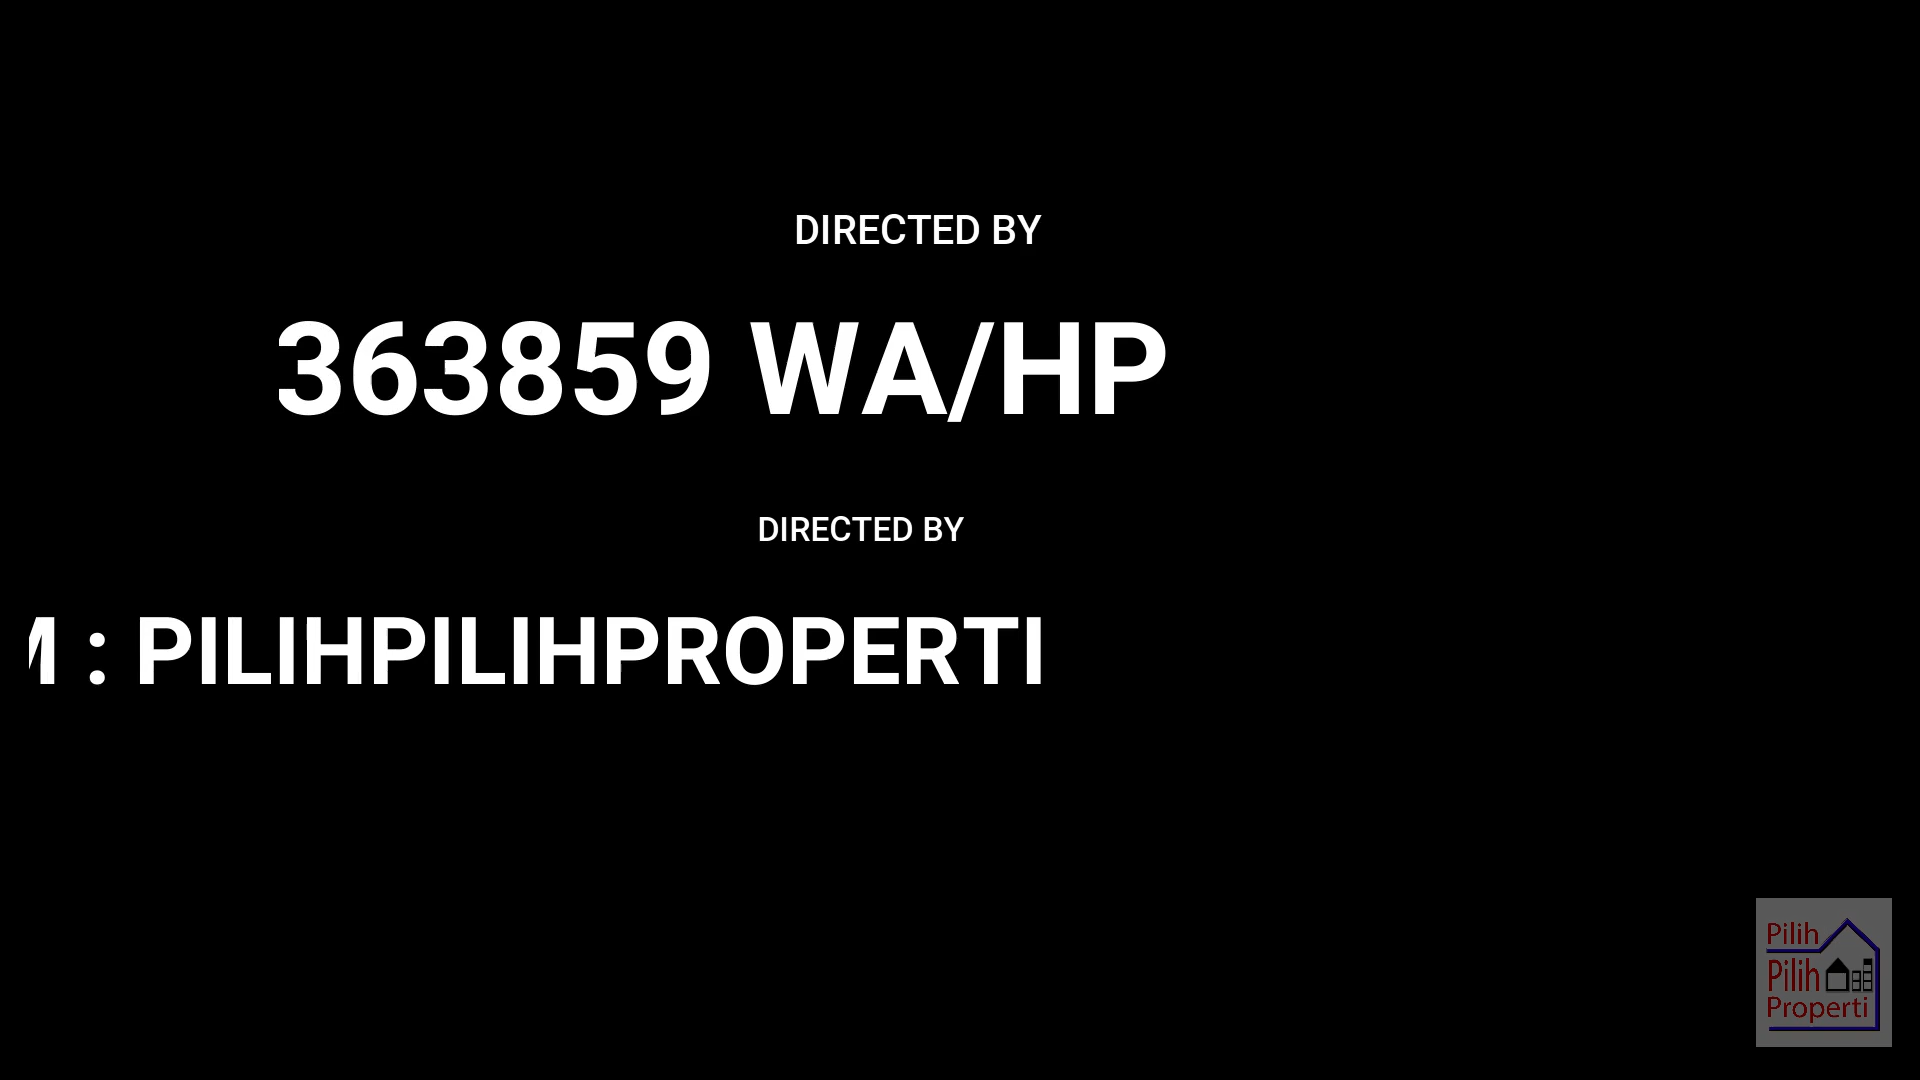 DIRECTED BY
363859 WA/HP
DIRECTED BY
: PILIHPILIHPROPERTI
Pilih
Pilih
Properti